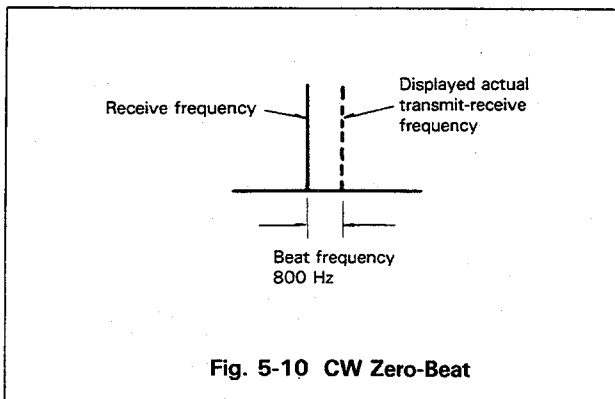 Receive frequency
Displayed actual
transmit-receive
frequency
Beat frequency
800 Hz
Fig. 5-10 CW Zero-Beat